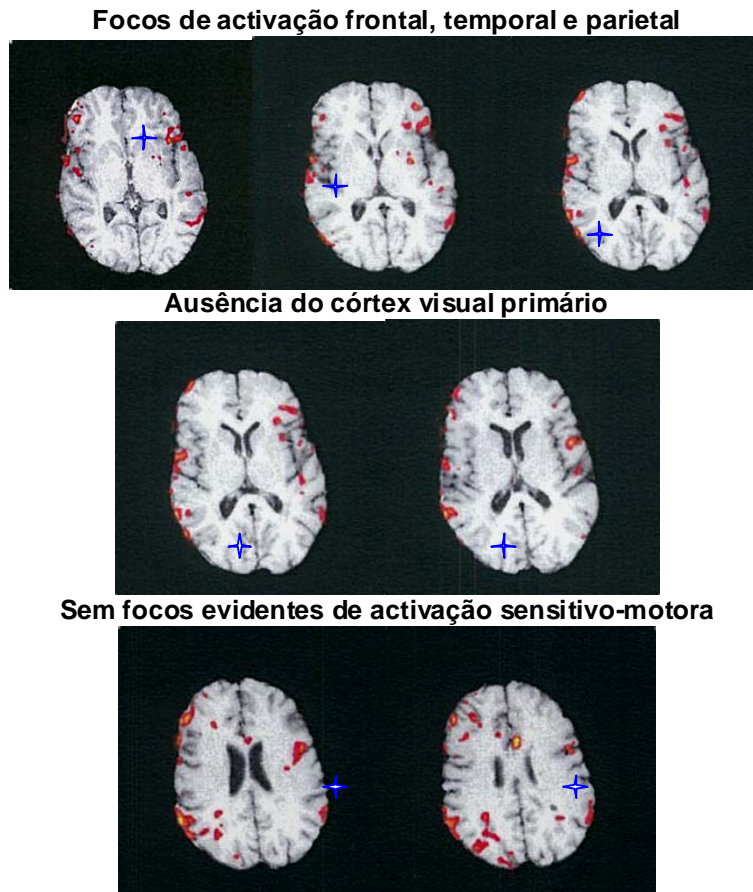 Focos de activação frontal, temporal e parietal
Ausência do córtex visual primário
Sem focos evidentes de activação sensitivo-motora